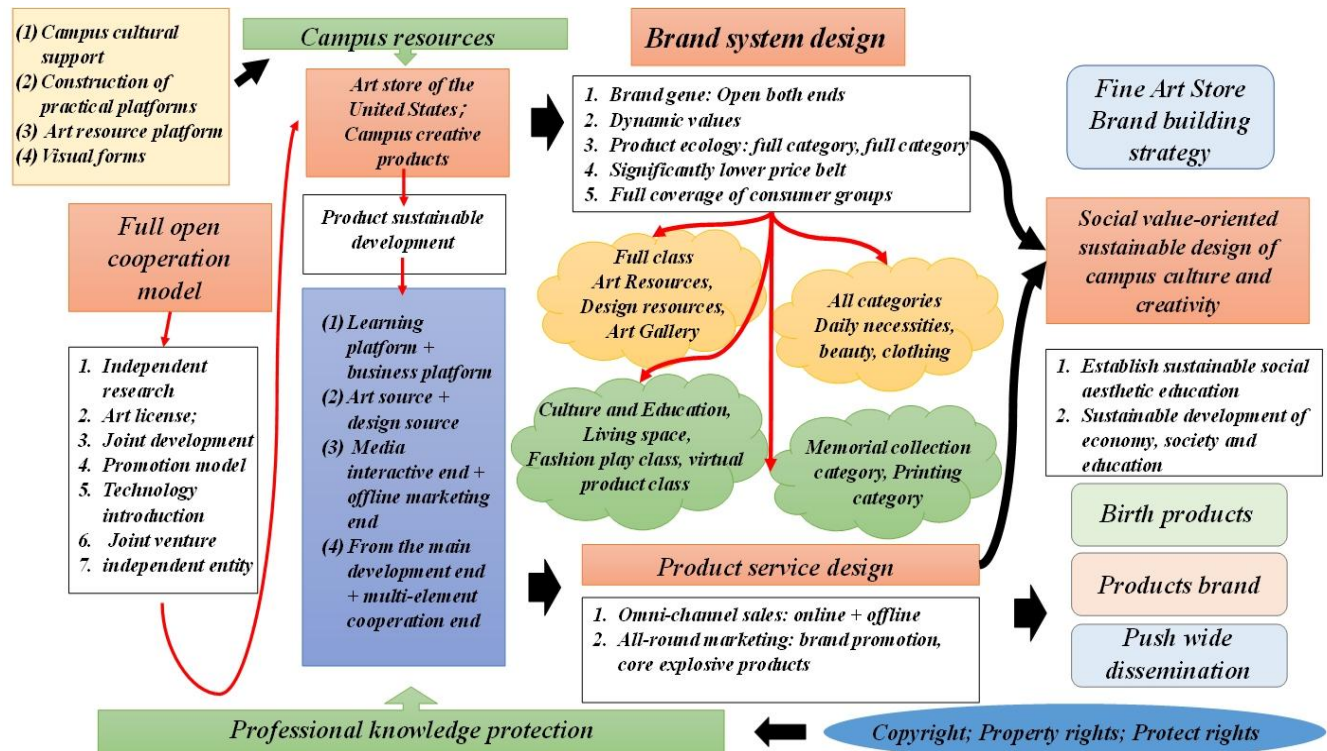 (1) Campus cultural
support
(2) Construction of
practical platforms
(3) Art resource platform
(4) Visual forms
Campus resources
Art store of the
United States;
Campus creative
products
Product sustainable
development
Full open
cooperation
model
1. Independent
research
2. Art license;
3. Joint development
4. Promotion model
5. Technology
introduction
6. Joint venture
7. independent entity
(1) Learning
platform +
business platform
(2) Art source +
design source
(3) Media
interactive end +
offline marketing
end
(4) From the main
development end
+ multi-element
cooperation end
Brand system design
1. Brand gene: Open both ends
2. Dynamic values
3. Product ecology: full category, full category
4. Significantly lower price belt
5. Full coverage of consumer groups
Full class
Art Resources,
Design resources,
Art Gallery
All categories
Daily necessities,
beauty, clothing
Culture and Education,
Living space,
Fashion play class, virtual
product class
Memorial collection
category, Printing
category
Product service design
1. Omni-channel sales: online + offline
2. All-round marketing: brand promotion,
core explosive products
Fine Art Store
Brand building
strategy
Social value-oriented
sustainable design of
campus culture and
creativity
1. Establish sustainable social
aesthetic education
2. Sustainable development of
economy, society and
education
Birth products
Products brand
Push wide
dissemination
Professional knowledge protection
Copyright; Property rights; Protect rights